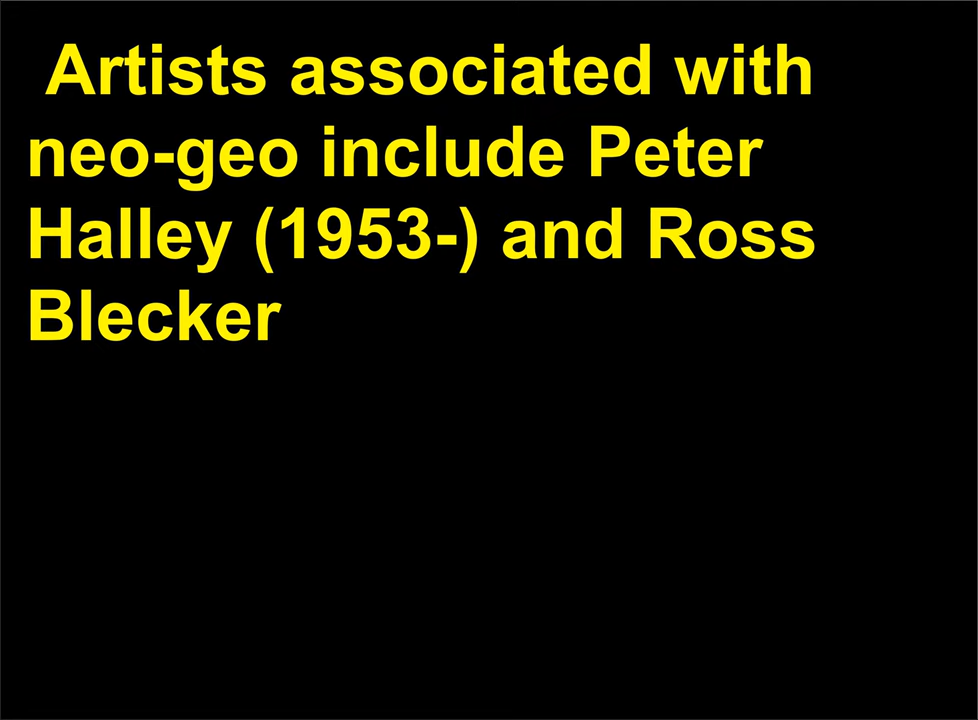 Artists associated with
neo-geo include Peter
Halley (1953-) and Ross
Blecker